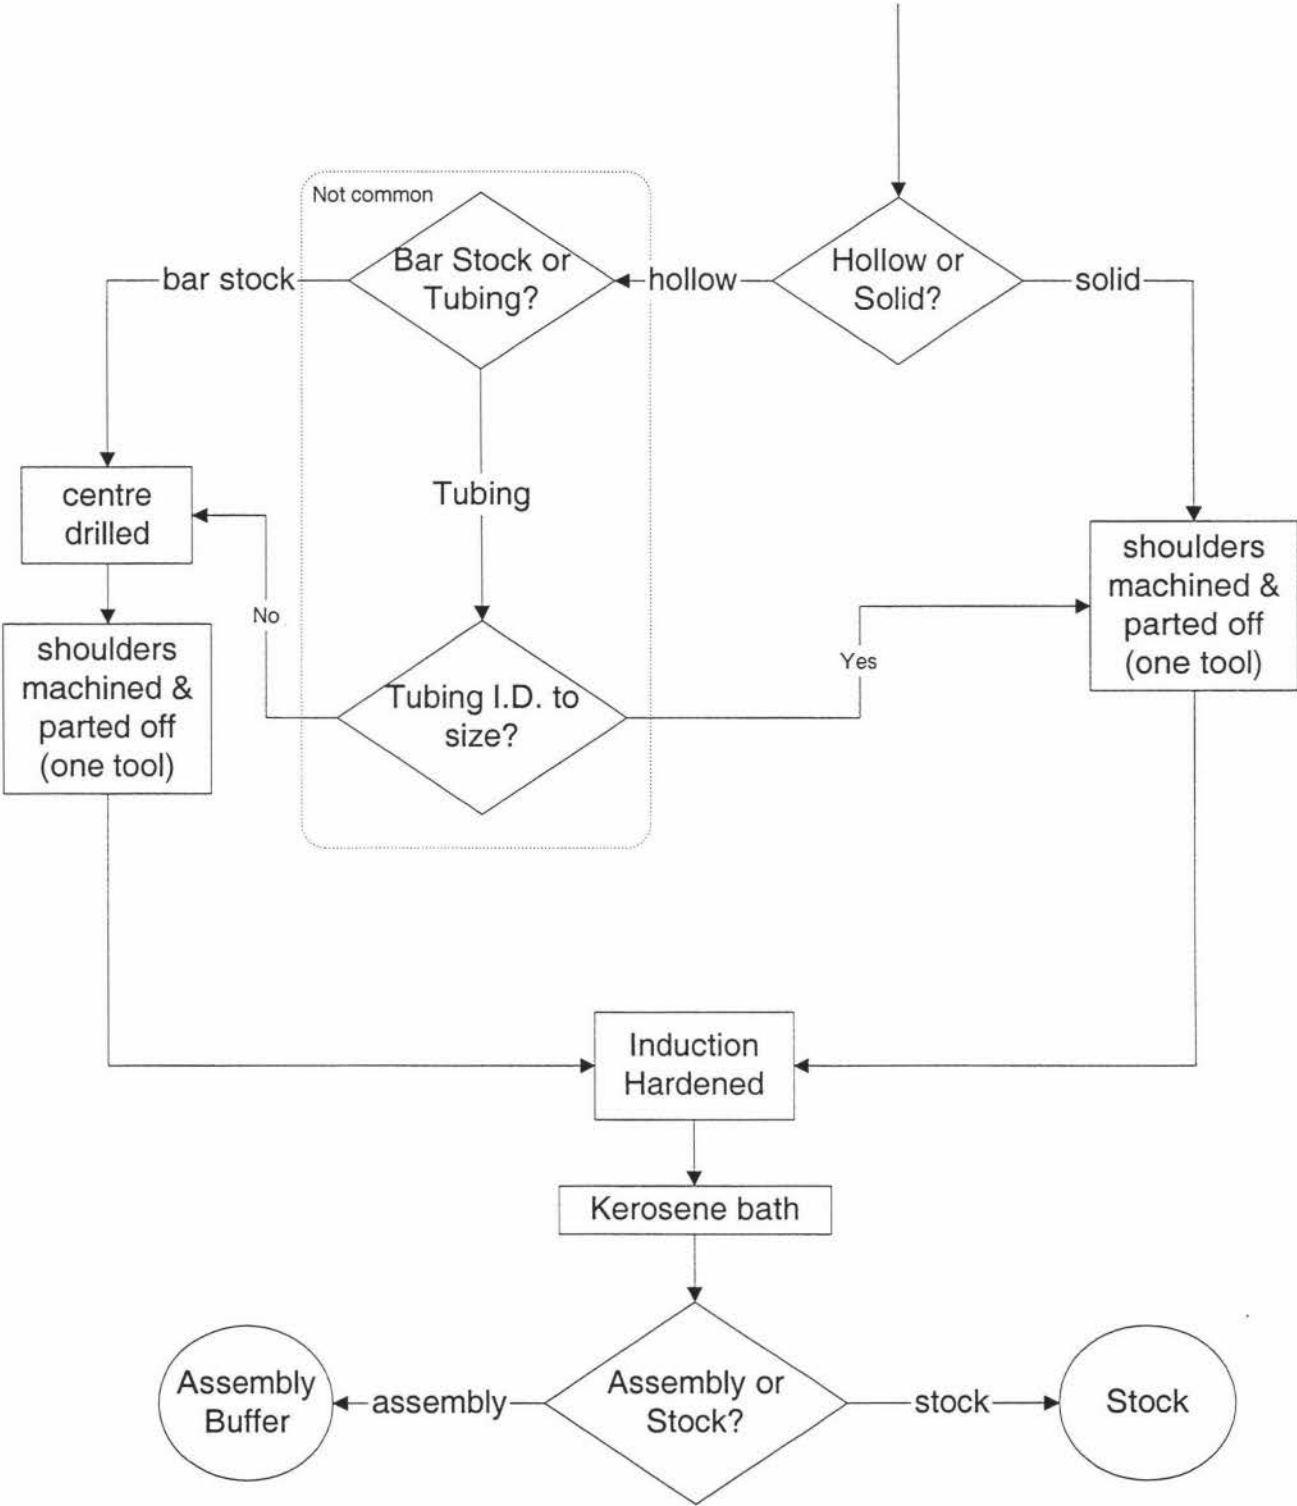 Not common
bar stock
Bar Stock or
Tubing?
hollow
Hollow or
Solid?
solid
centre
drilled
Tubing
shoulders
machined &
parted off
(one tool)
No
shoulders
machined &
parted off
(one tool)
Yes
Tubing I.D. to
size?
Induction
Hardened
Kerosene bath
Assembly
Buffer
assembly
Assembly or
Stock?
stock
Stock